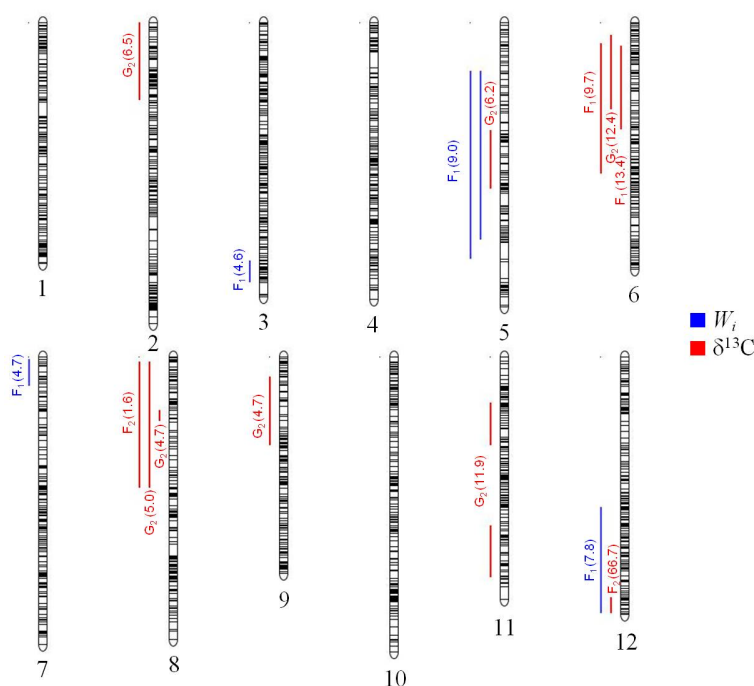 G₂(6.5)
F₁(4.6)
F₁(9.0)
G₂(6.2)
F₁(9.7)
G₂(12.4)
F₁(13.4)
1
2
3
4
5
6
W_i
δ¹³C
F₁(4.7)
F₂(1.6)
G₂(5.0)
G₂(4.7)
G₂(4.7)
G₂(11.9)
F₁(7.8)
F₂(66.7)
7
8
9
10
11
12